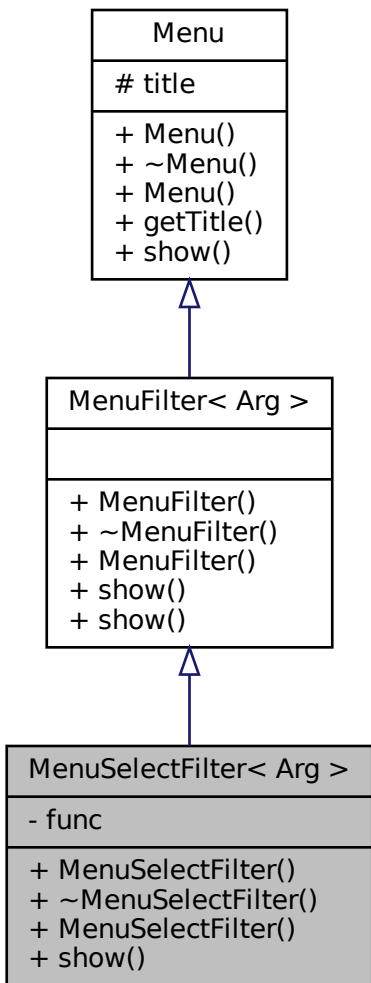 Menu
# title
+ Menu()
+ ~Menu()
+ Menu()
+ getTitle()
+ show()
MenuFilter< Arg >
+ MenuFilter()
+ ~MenuFilter()
+ MenuFilter()
+ show()
+ show()
MenuSelectFilter< Arg >
- func
+ MenuSelectFilter()
+ ~MenuSelectFilter()
+ MenuSelectFilter()
+ show()